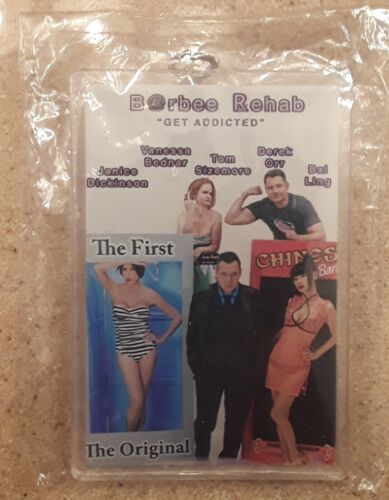 B@rbee Rehab
"GET ADDICTED"
Janice
Dickinson
Vanessa
Bednar
Tom
Sizemore
Derek
Orr
Bai
Ling
The First
The Original
CHINES
Bar